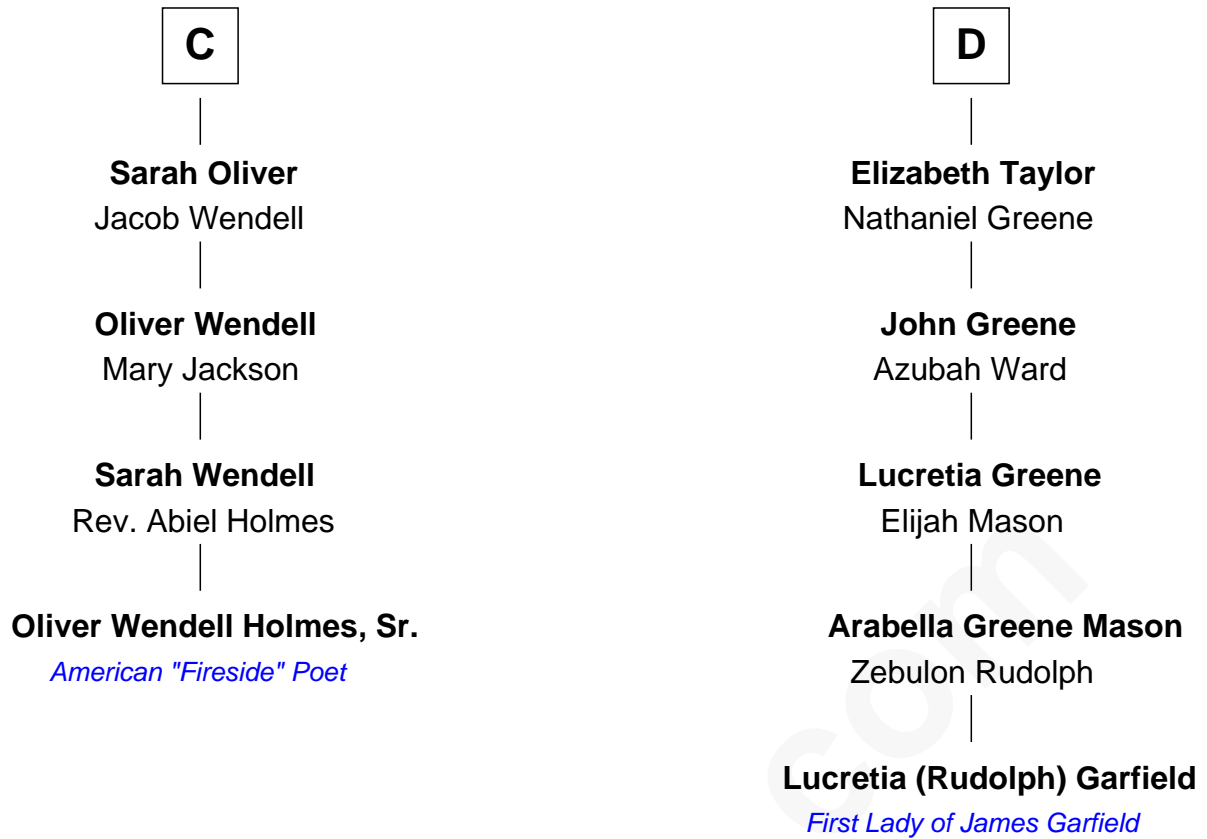 C
Sarah Oliver
Jacob Wendell
Oliver Wendell
Mary Jackson
Sarah Wendell
Rev. Abiel Holmes
Oliver Wendell Holmes, Sr.
American "Fireside" Poet
D
Elizabeth Taylor
Nathaniel Greene
John Greene
Azubah Ward
Lucretia Greene
Elijah Mason
Arabella Greene Mason
Zebulon Rudolph
Lucretia (Rudolph) Garfield
First Lady of James Garfield
com